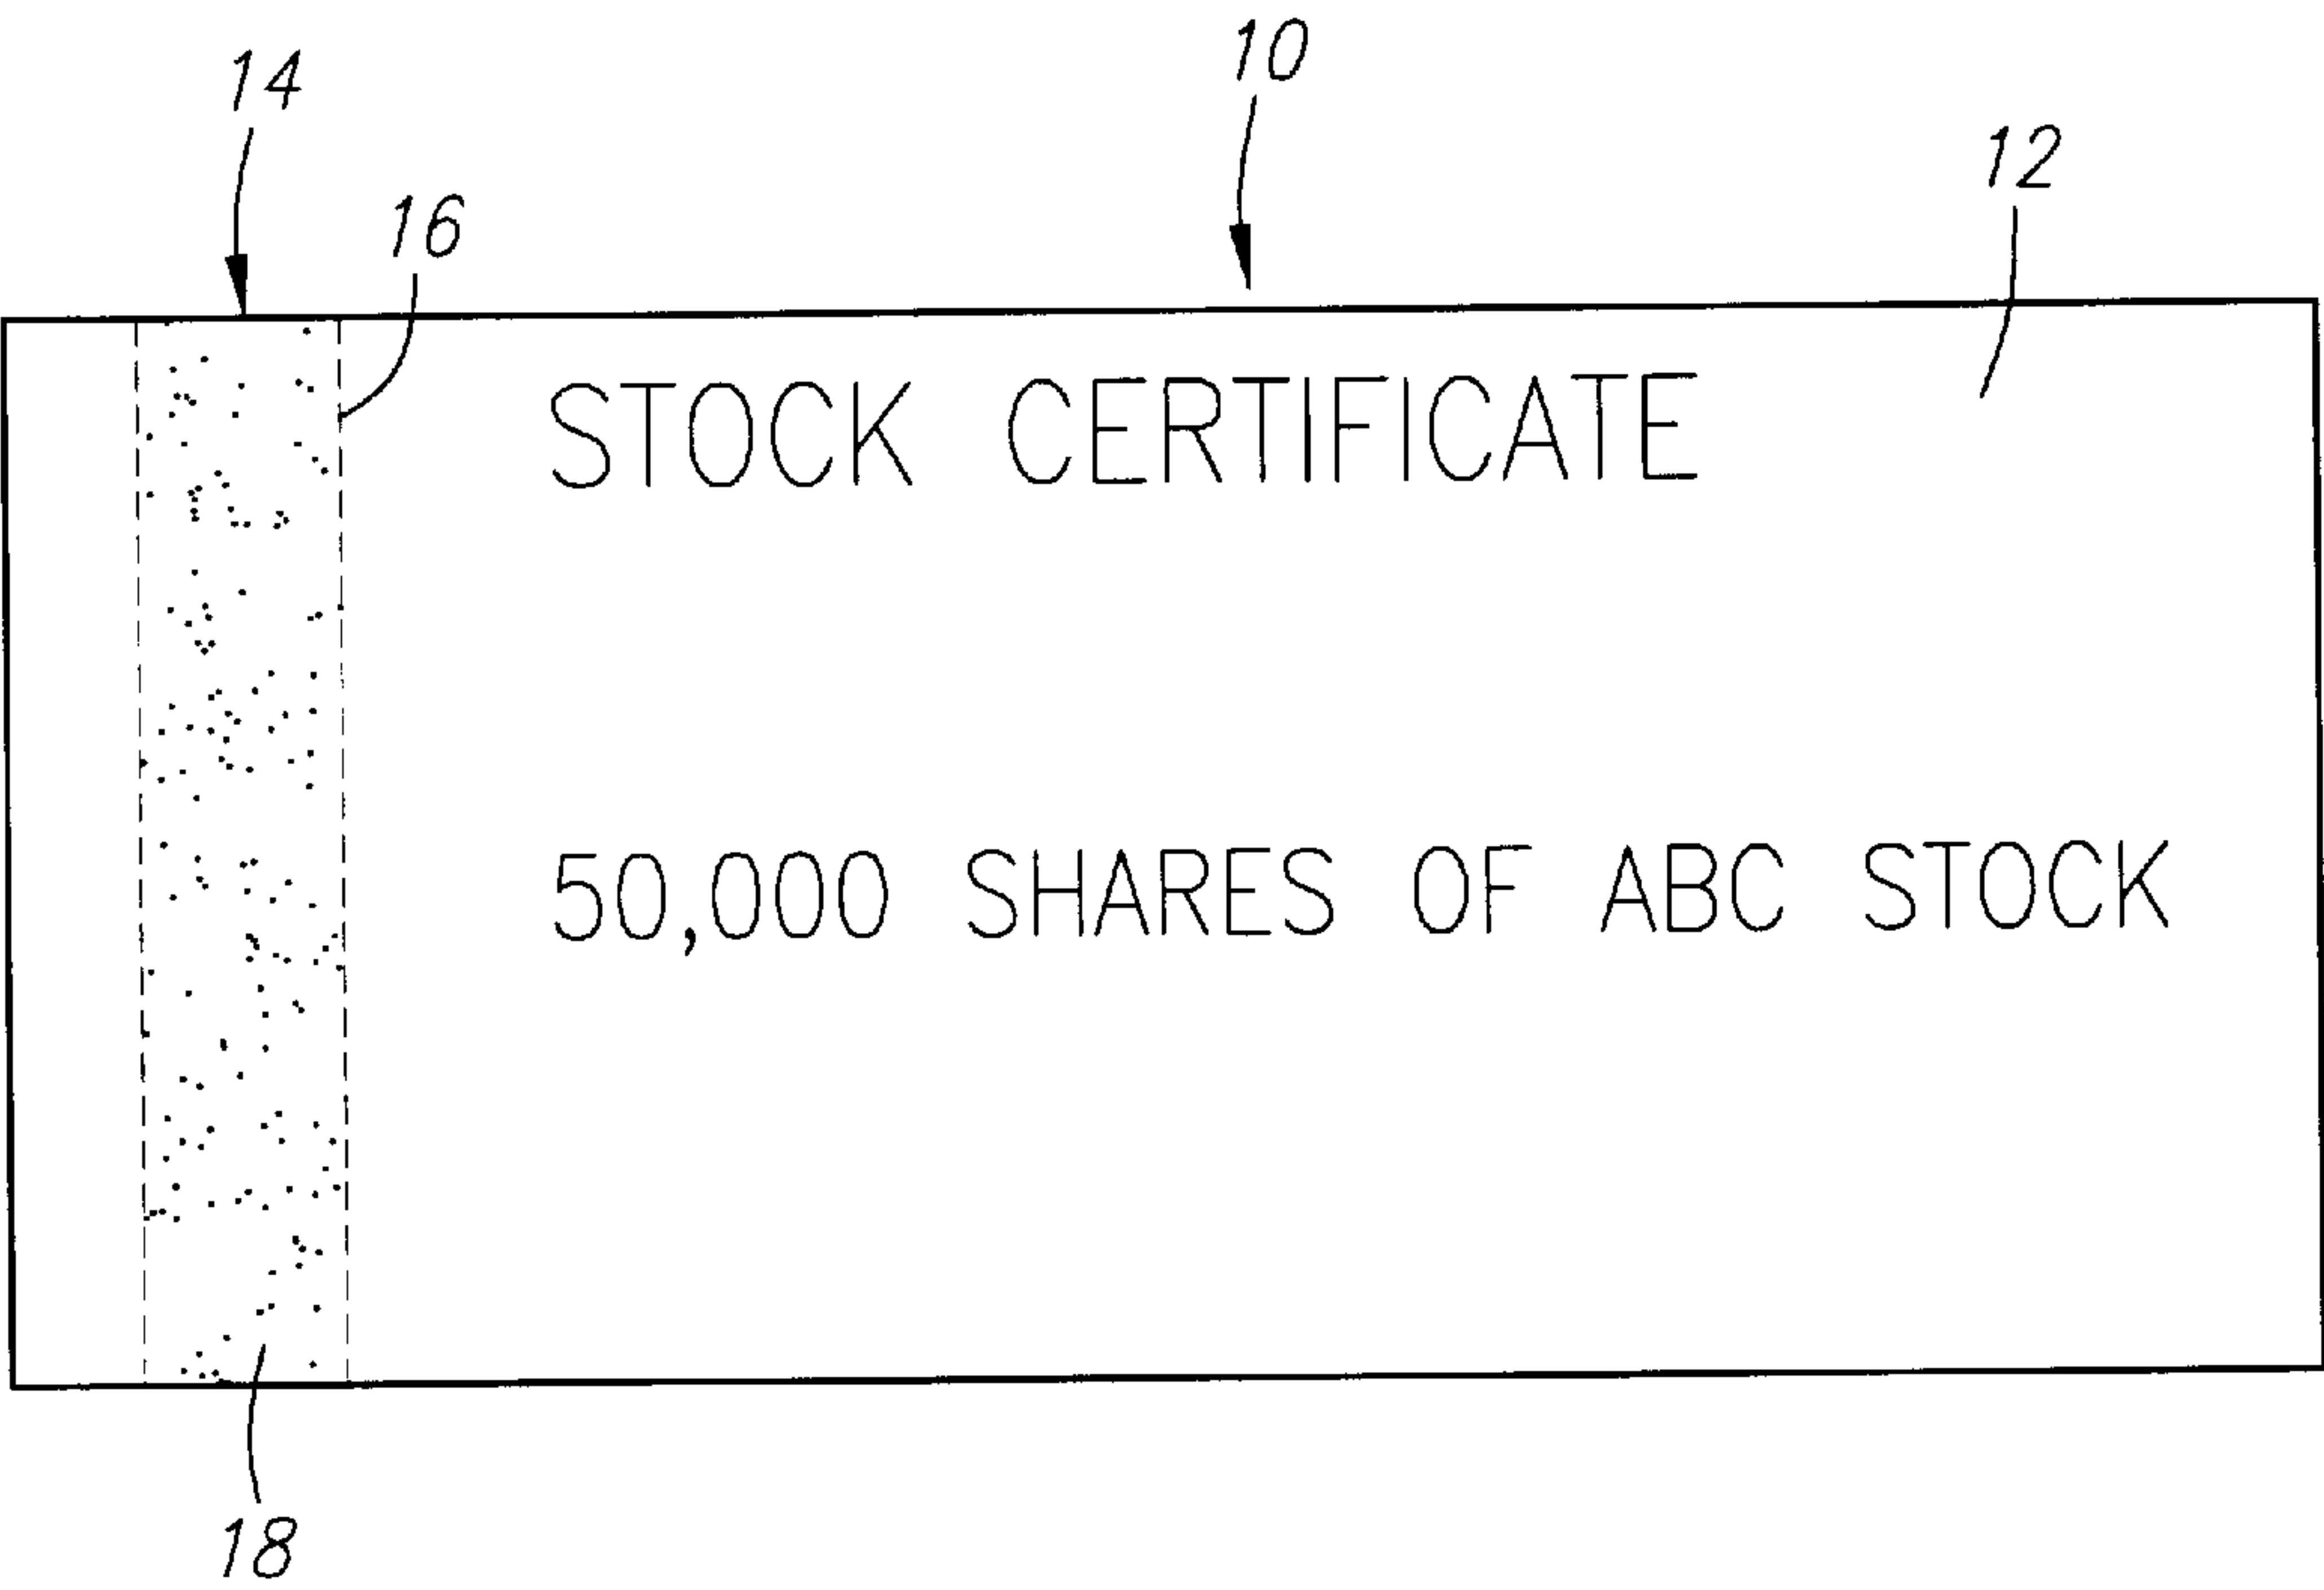 10
14
12
16
STOCK CERTIFICATE
50,000 SHARES OF ABC STOCK
18